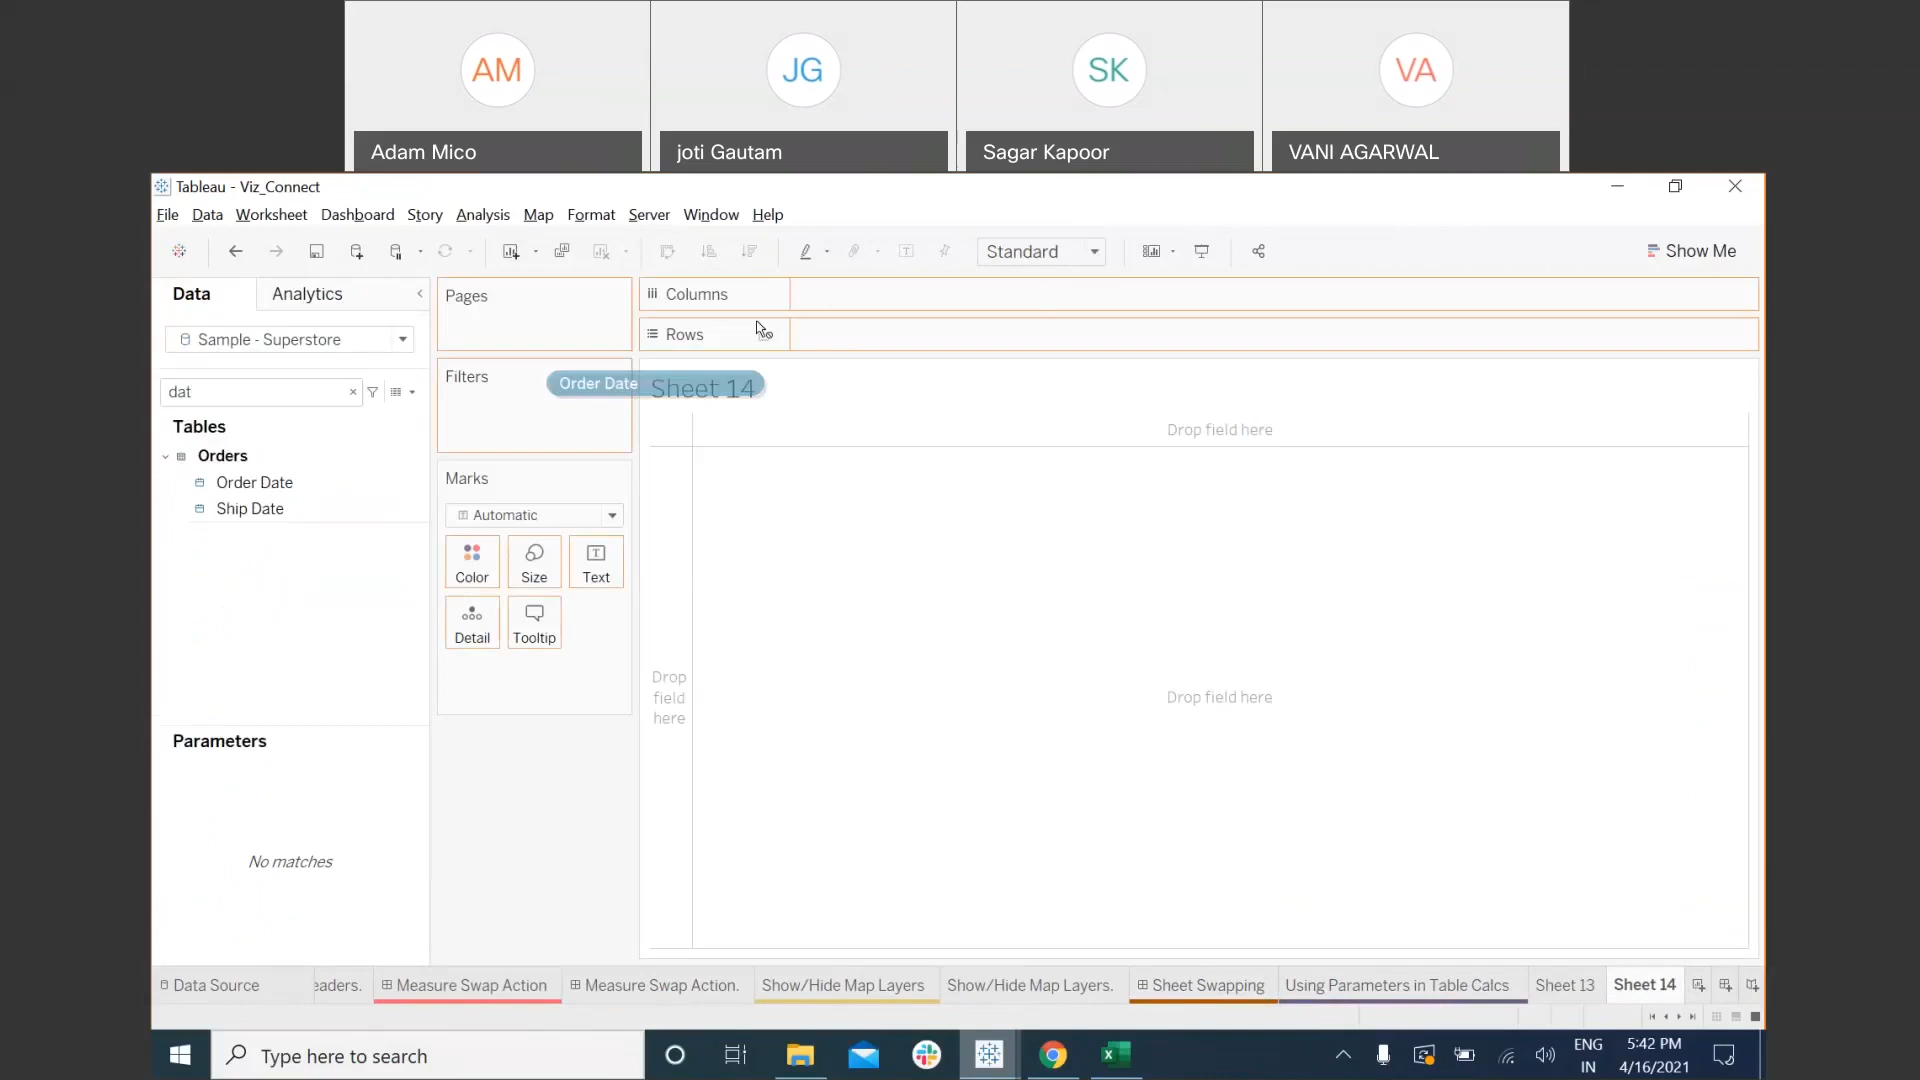 AM
JG
SK
VA
Adam Mico
joti Gautam
Sagar Kapoor
VANI AGARWAL
Tableau - Viz_Connect
File Data Worksheet Dashboard Story Analysis Map Format Server Window Help
Standard
Show Me
Data
Analytics
Pages
Columns
Rows
Sample - Superstore
Filters
Order Date
Sheet 14
dat
Tables
Orders
Order Date
Ship Date
Drop field here
Marks
Automatic
Color
Size
Text
Detail
Tooltip
Drop
field
here
Drop field here
Parameters
No matches
Data Source
eaders.
Measure Swap Action
Measure Swap Action.
Show/Hide Map Layers
Show/Hide Map Layers.
Sheet Swapping
Using Parameters in Table Calcs
Sheet 13
Sheet 14
Type here to search
ENG
IN
5:42 PM
4/16/2021